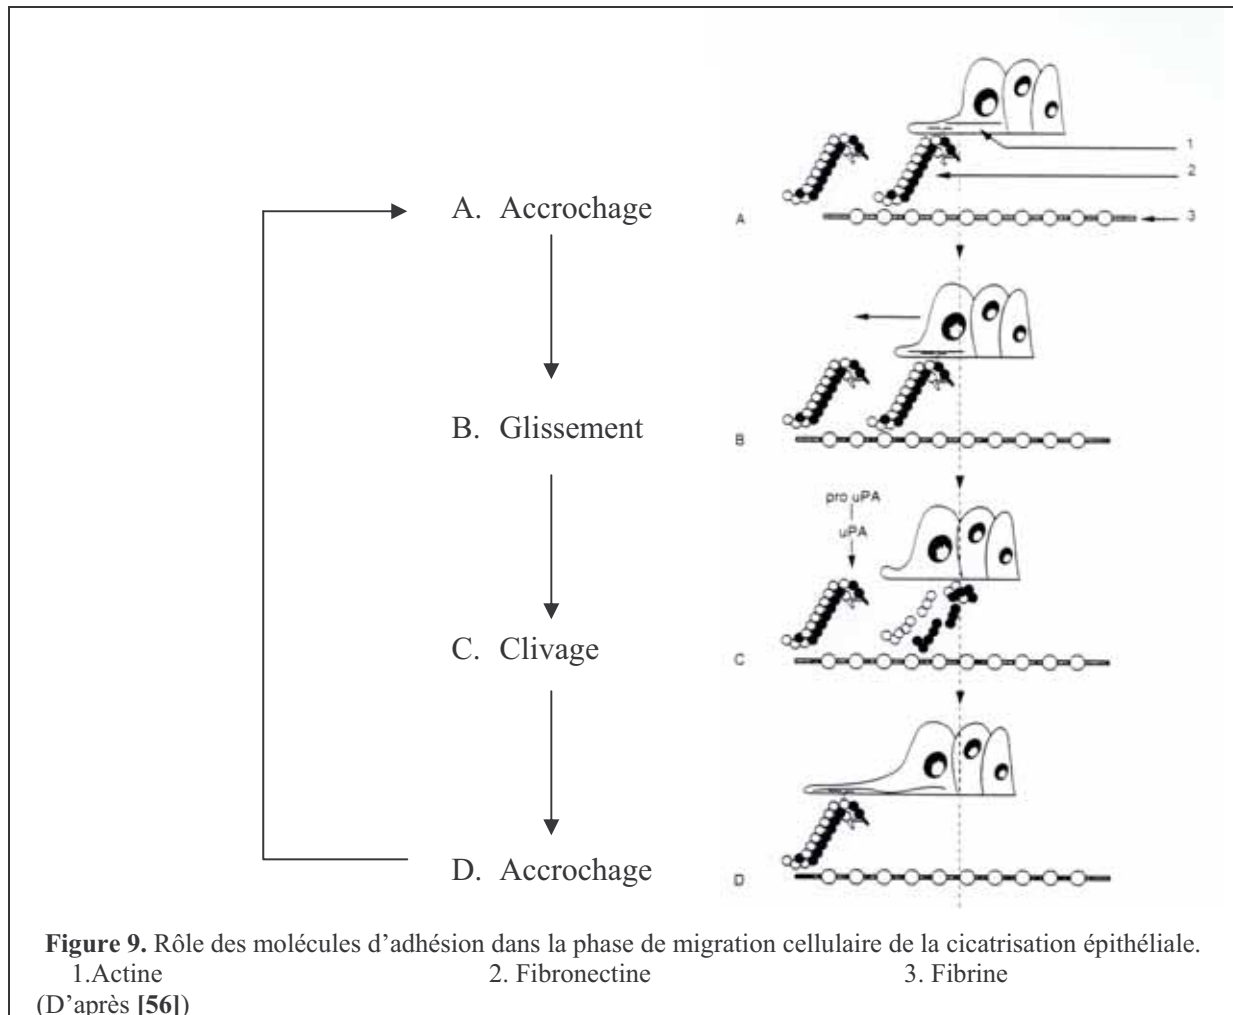 A. Accrochage
B. Glissement
C. Clivage
D. Accrochage
1
2
3
A
B
pro uPA
uPA
C
D
Figure 9. Rôle des molécules d’adhésion dans la phase de migration cellulaire de la cicatrisation épithéliale.
1.Actine 2. Fibronectine 3. Fibrine
(D’après [56])